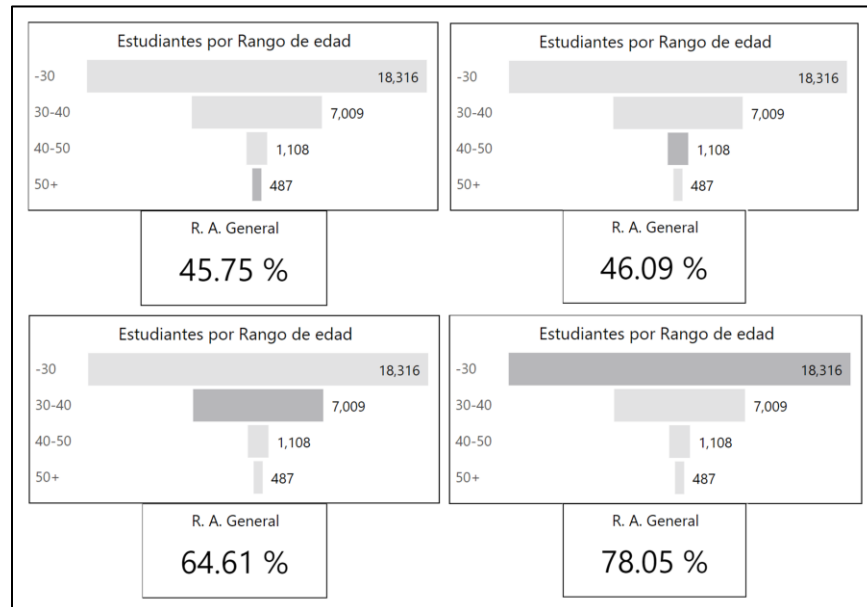 Estudiantes por Rango de edad
-30 18,316
30-40 7,009
40-50 1,108
50+ 487
R. A. General
45.75 %
Estudiantes por Rango de edad
-30 18,316
30-40 7,009
40-50 1,108
50+ 487
R. A. General
46.09 %
Estudiantes por Rango de edad
-30 18,316
30-40 7,009
40-50 1,108
50+ 487
R. A. General
64.61 %
Estudiantes por Rango de edad
-30 18,316
30-40 7,009
40-50 1,108
50+ 487
R. A. General
78.05 %